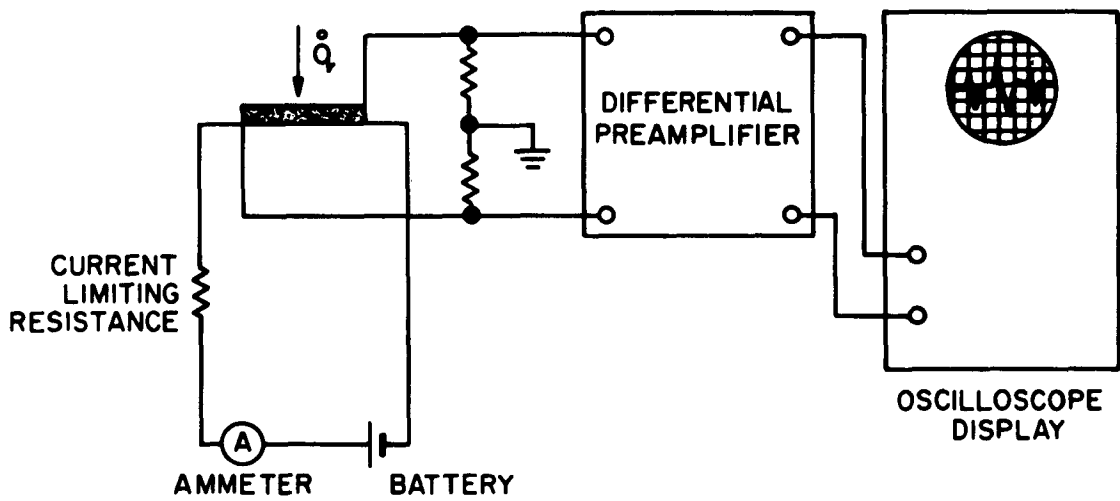 Q̇
DIFFERENTIAL
PREAMPLIFIER
CURRENT
LIMITING
RESISTANCE
A
AMMETER
BATTERY
OSCILLOSCOPE
DISPLAY